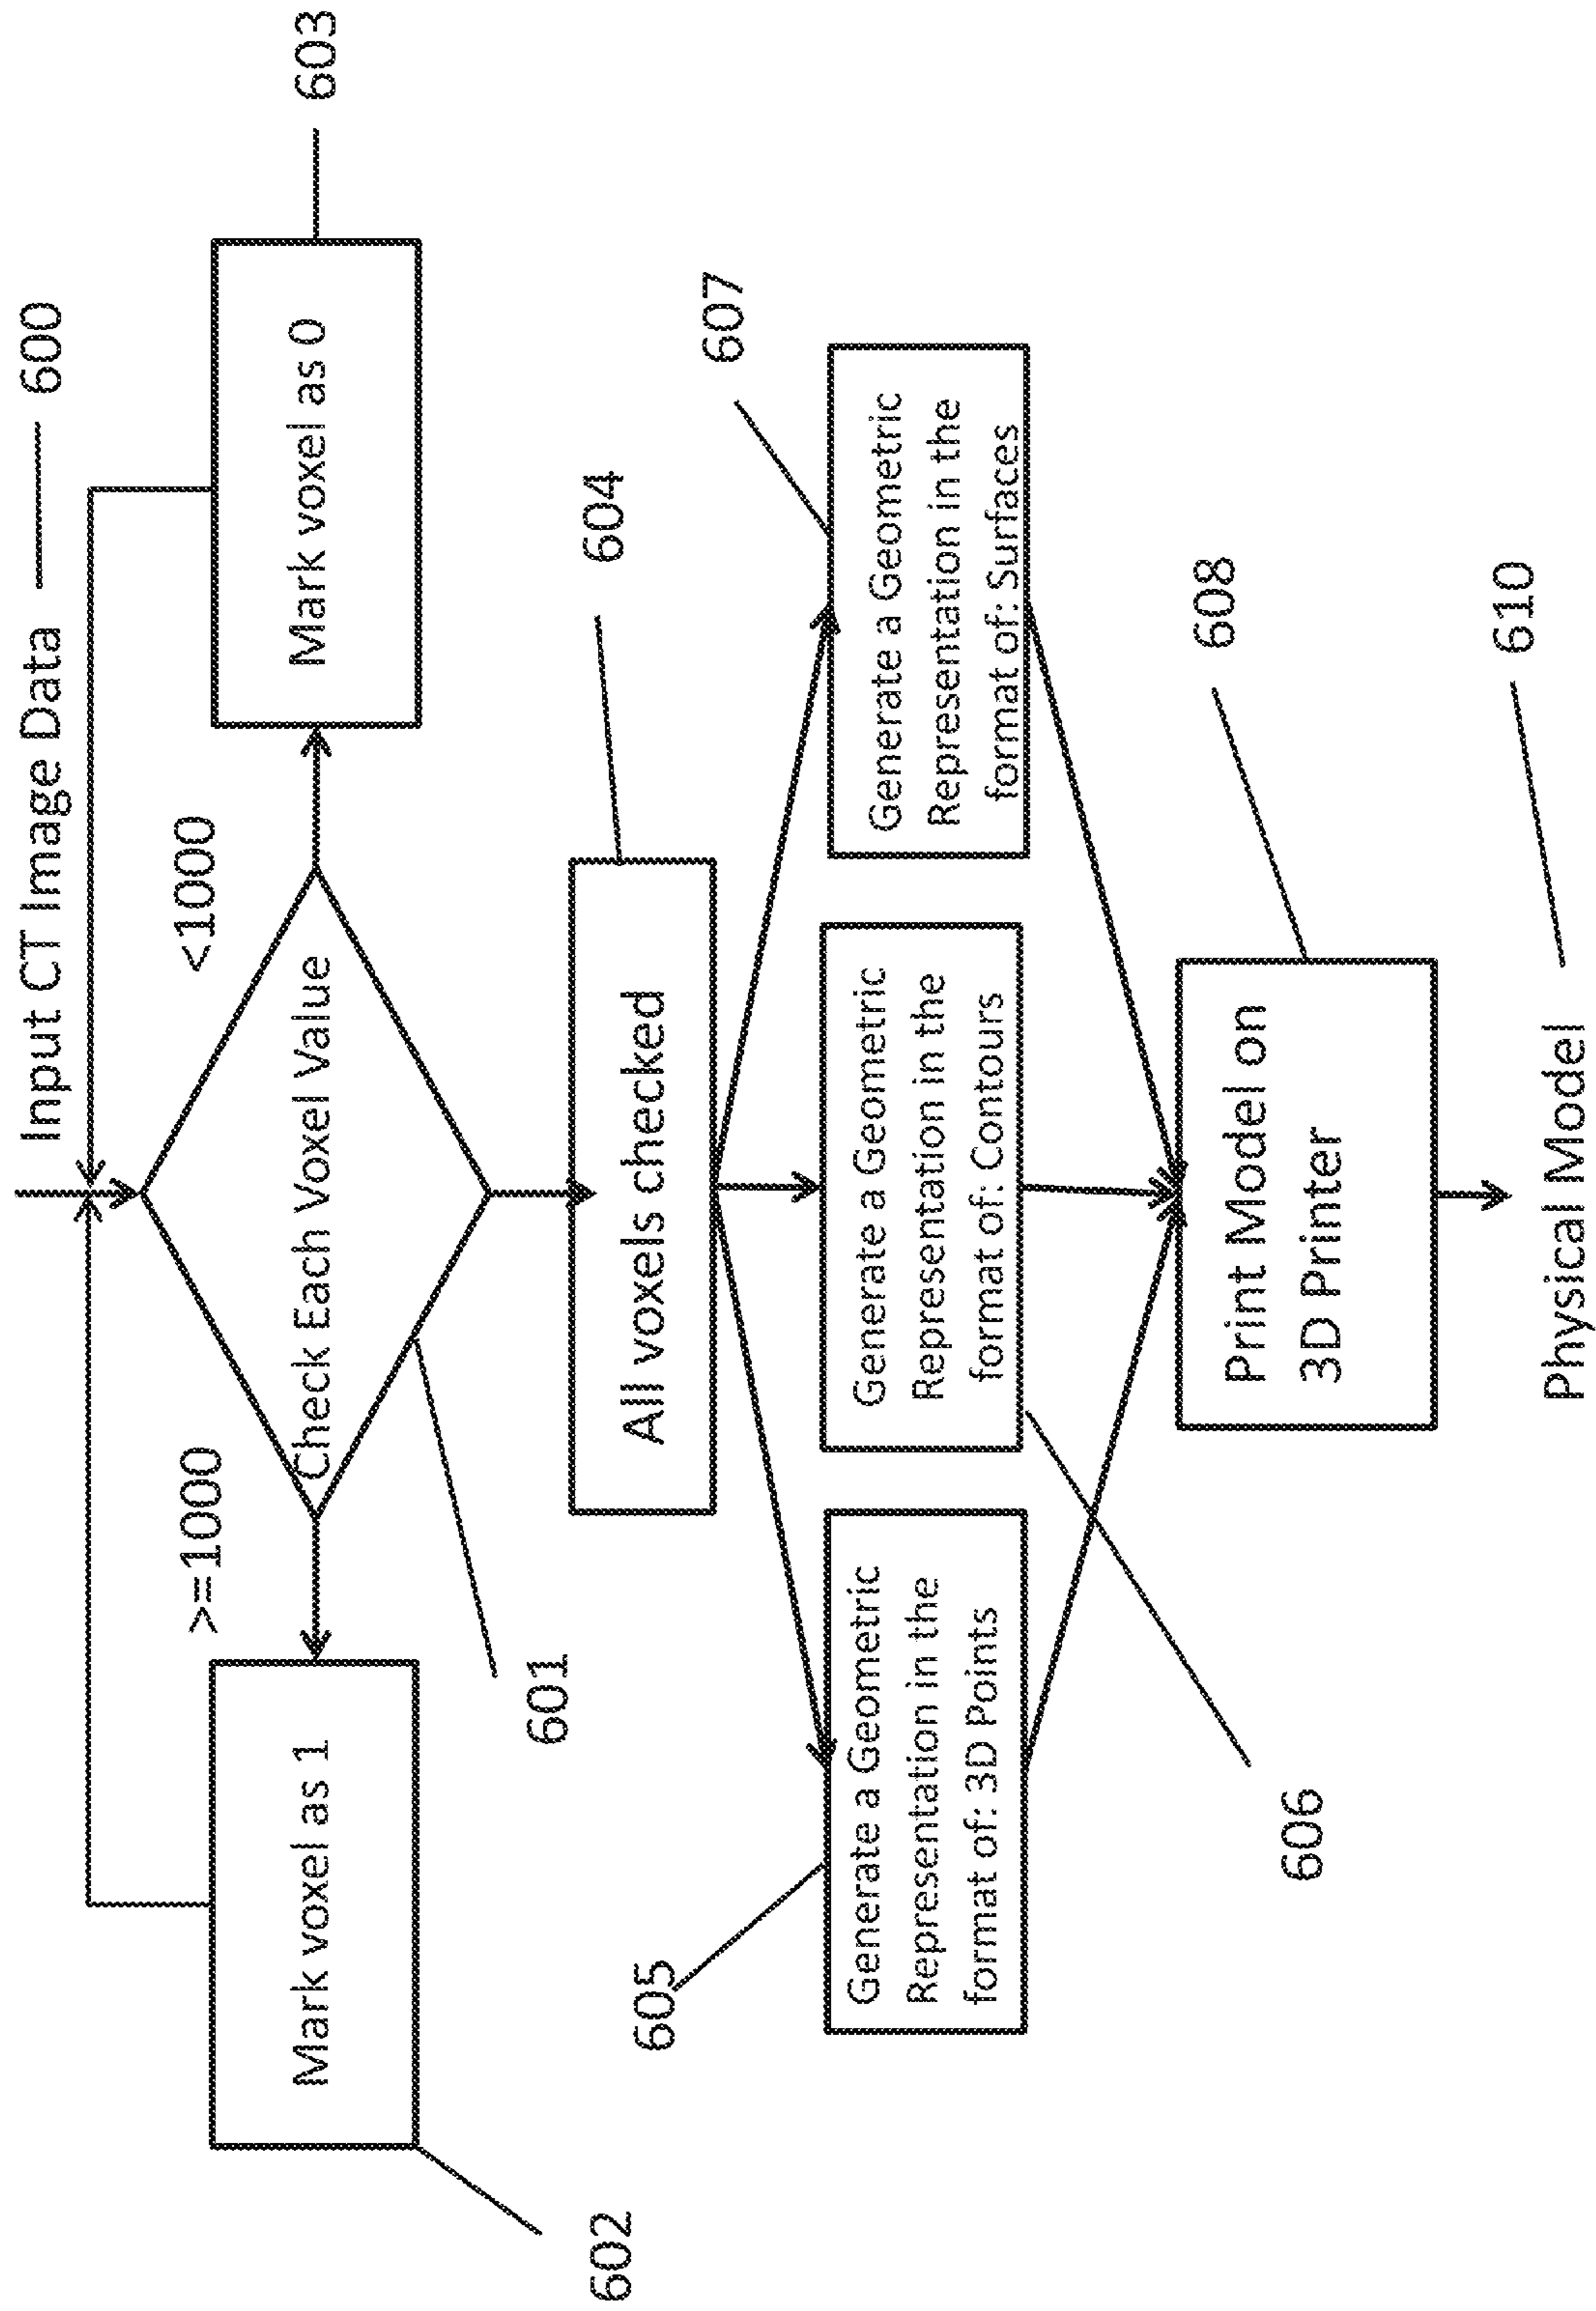 Input CT Image Data
600
>=1000
<1000
Mark voxel as 1
Check Each Voxel Value
Mark voxel as 0
603
602
601
All voxels checked
604
605
607
Generate a Geometric
Representation in the
format of: 3D Points
Generate a Geometric
Representation in the
format of: Contours
Generate a Geometric
Representation in the
format of: Surfaces
606
Print Model on
3D Printer
608
Physical Model
610